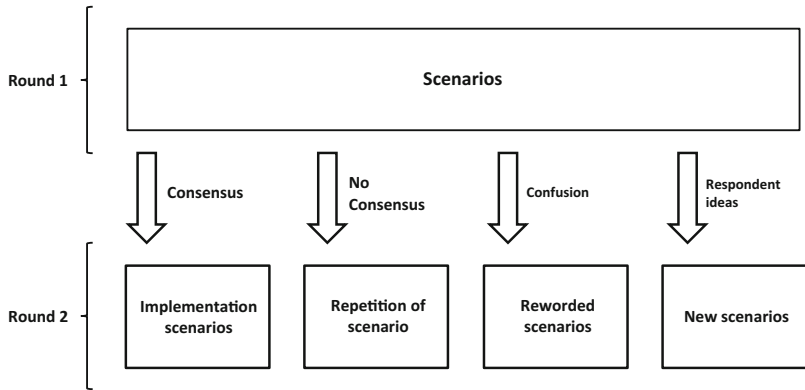 Round 1
Scenarios
Consensus
No
Consensus
Confusion
Respondent
ideas
Round 2
Implementation
scenarios
Repetition of
scenario
Reworded
scenarios
New scenarios